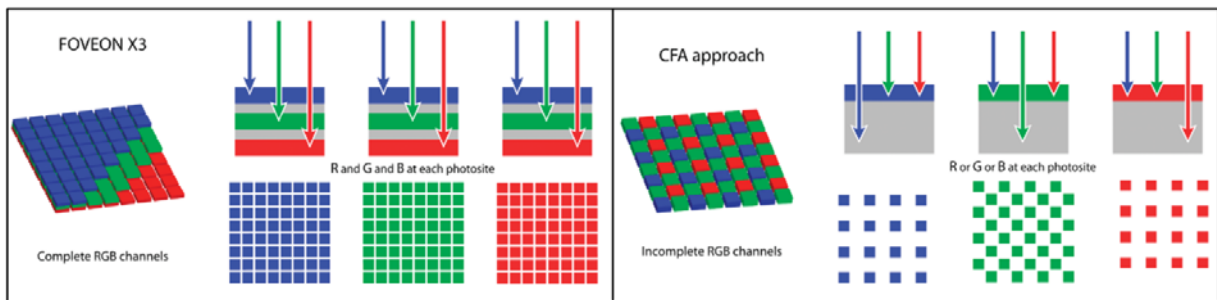 FOVEON X3
R and G and B at each photosite
Complete RGB channels
CFA approach
R or G or B at each photosite
Incomplete RGB channels